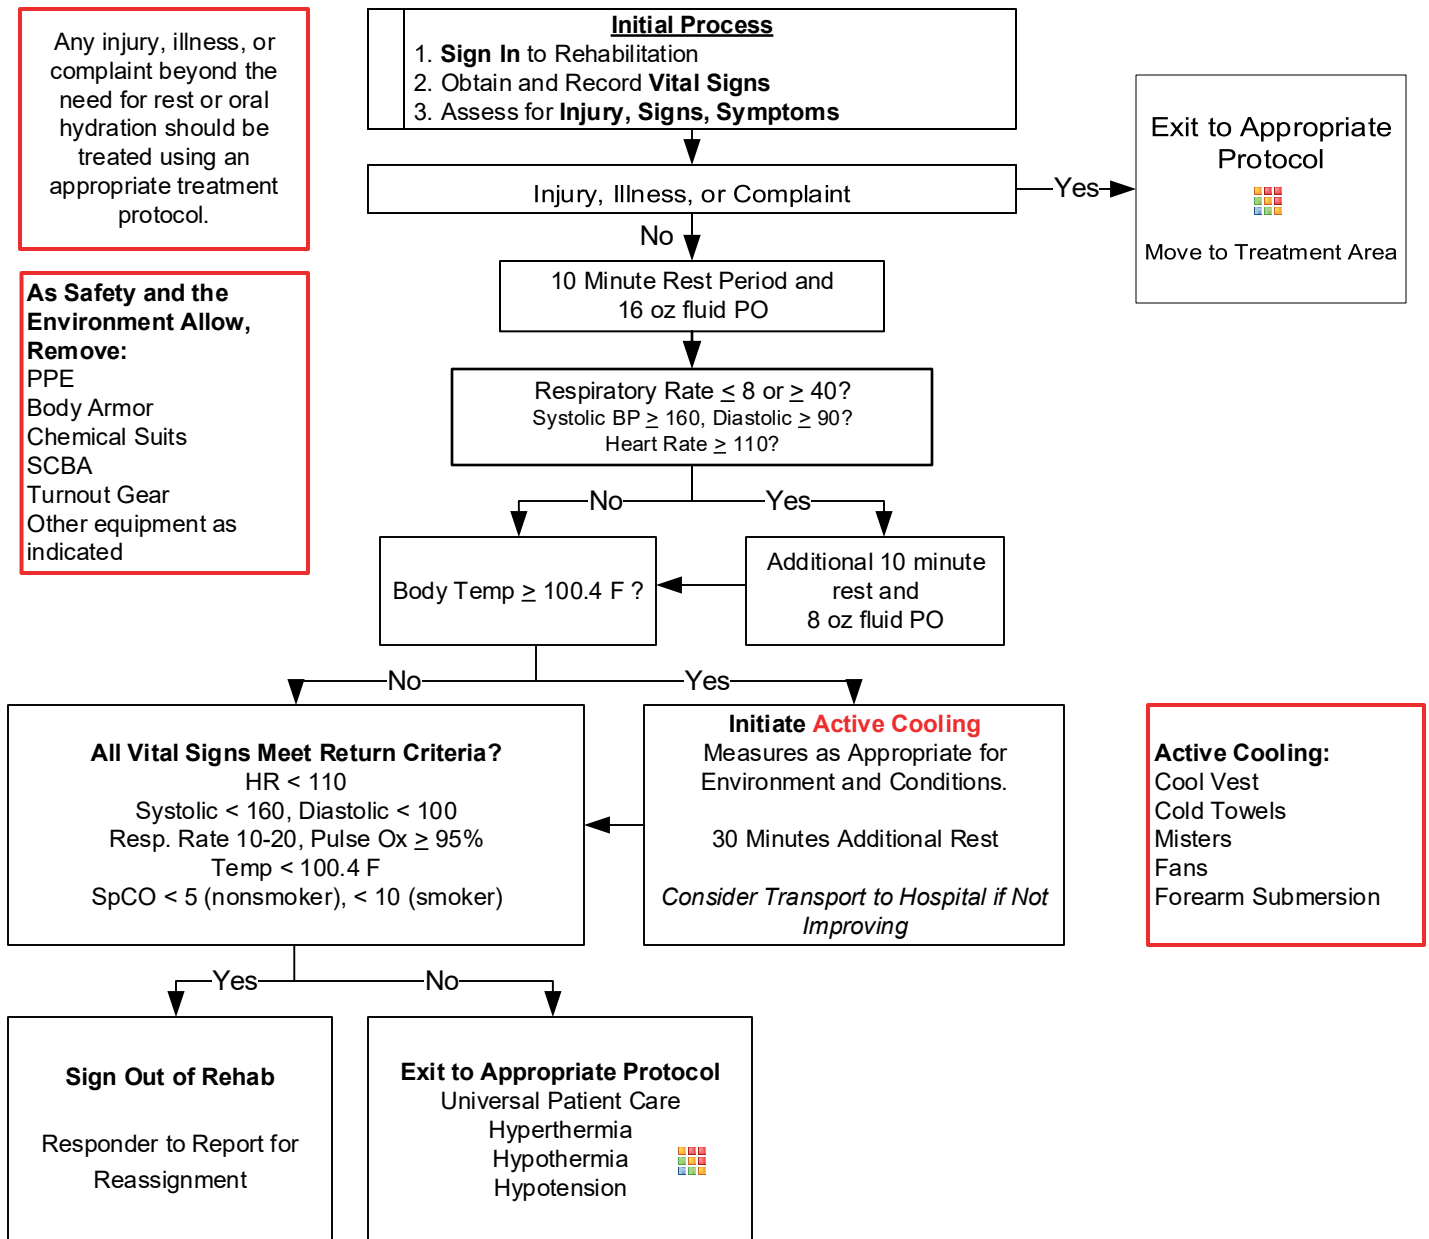 Any injury, illness, or
complaint beyond the
need for rest or oral
hydration should be
treated using an
appropriate treatment
protocol.
Initial Process
1. Sign In to Rehabilitation
2. Obtain and Record Vital Signs
3. Assess for Injury, Signs, Symptoms
Injury, Illness, or Complaint
Yes
Exit to Appropriate
Protocol
Move to Treatment Area
No
10 Minute Rest Period and
16 oz fluid PO
As Safety and the
Environment Allow,
Remove:
PPE
Body Armor
Chemical Suits
SCBA
Turnout Gear
Other equipment as
indicated
Respiratory Rate ≤ 8 or ≥ 40?
Systolic BP ≥ 160, Diastolic ≥ 90?
Heart Rate ≥ 110?
No
Yes
Body Temp ≥ 100.4 F ?
Additional 10 minute
rest and
8 oz fluid PO
No
Yes
All Vital Signs Meet Return Criteria?
HR < 110
Systolic < 160, Diastolic < 100
Resp. Rate 10-20, Pulse Ox ≥ 95%
Temp < 100.4 F
SpCO < 5 (nonsmoker), < 10 (smoker)
Initiate Active Cooling
Measures as Appropriate for
Environment and Conditions.
30 Minutes Additional Rest
Consider Transport to Hospital if Not
Improving
Active Cooling:
Cool Vest
Cold Towels
Misters
Fans
Forearm Submersion
Yes
No
Sign Out of Rehab
Responder to Report for
Reassignment
Exit to Appropriate Protocol
Universal Patient Care
Hyperthermia
Hypothermia
Hypotension